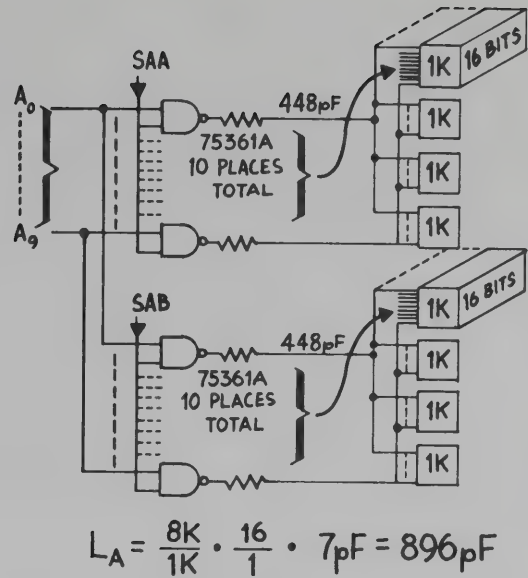 SAA
A0
A9
448pF
75361A
10 PLACES
TOTAL
1K
16 BITS
1K
1K
1K
SAB
448pF
75361A
10 PLACES
TOTAL
1K
16 BITS
1K
1K
1K
LA = 8K/1K · 16/1 · 7pF = 896pF